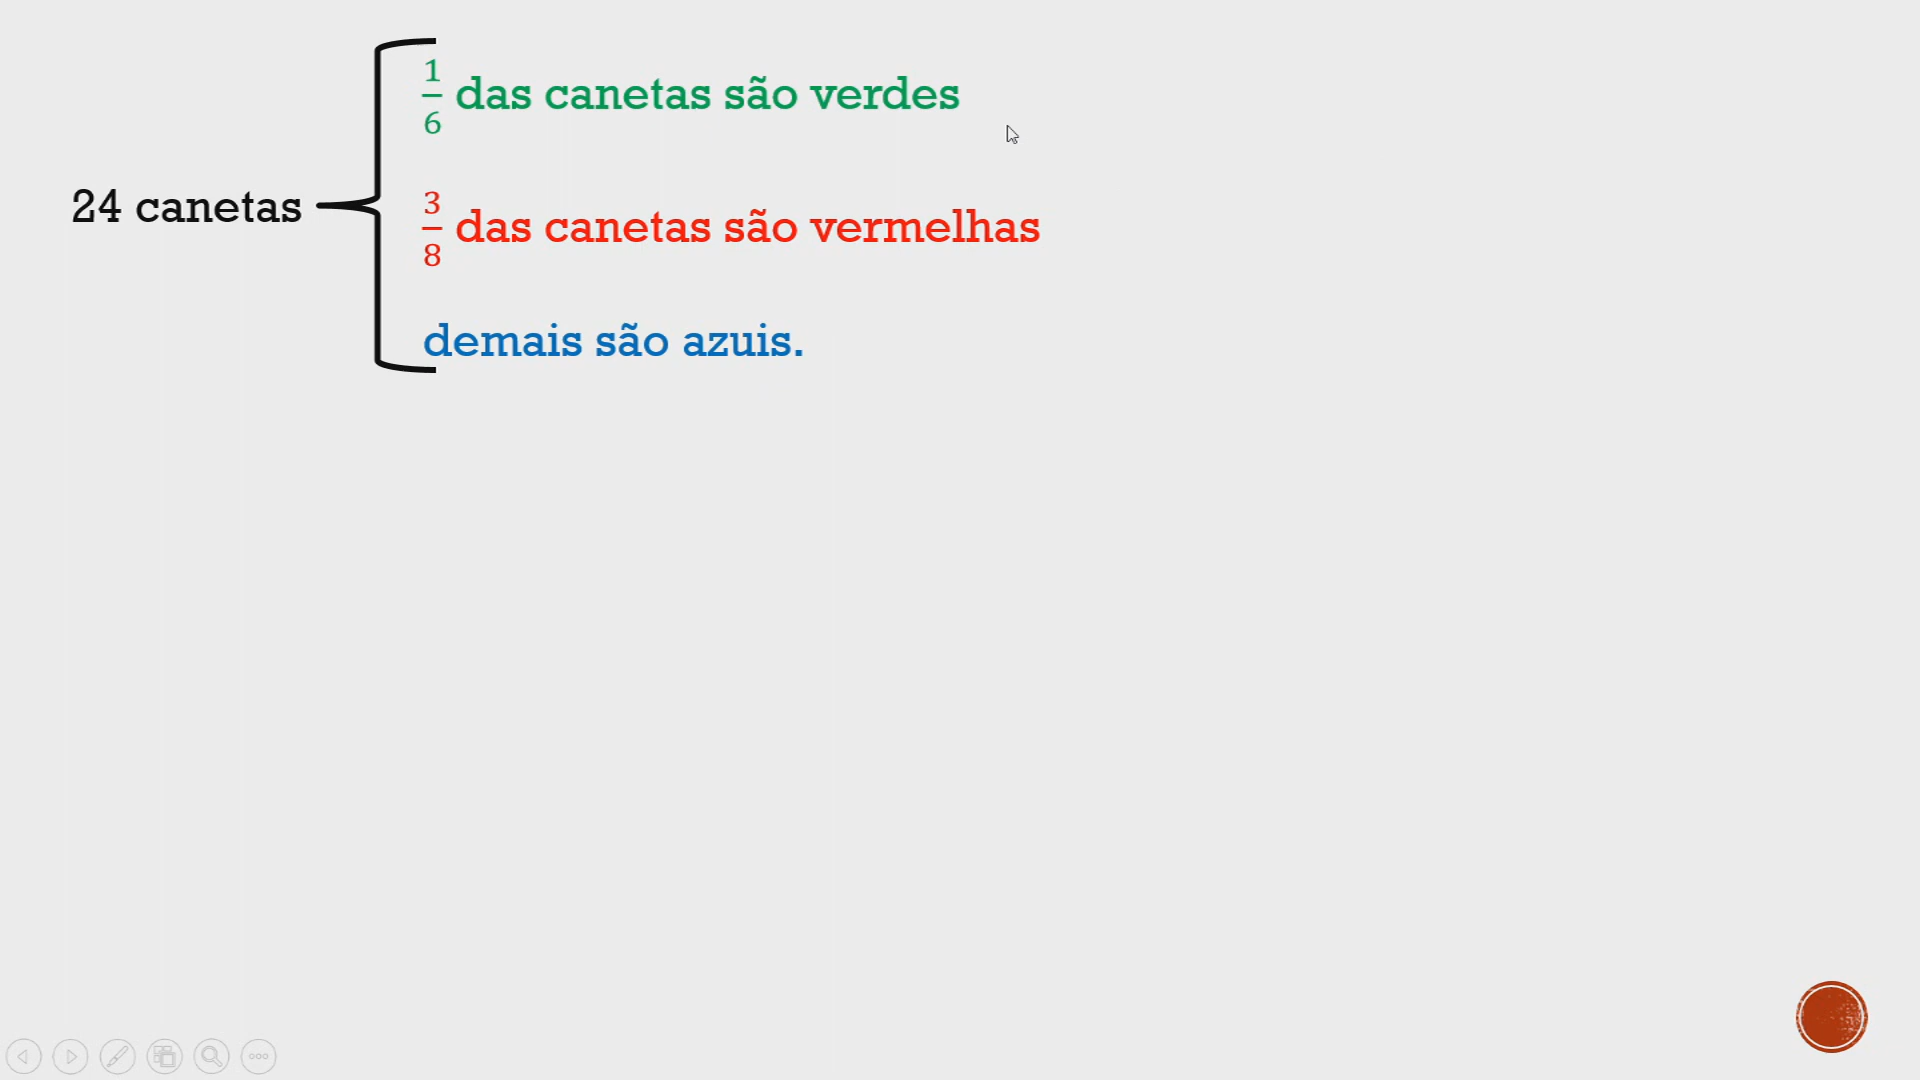 1/6 das canetas são verdes
24 canetas
3/8 das canetas são vermelhas
demais são azuis.